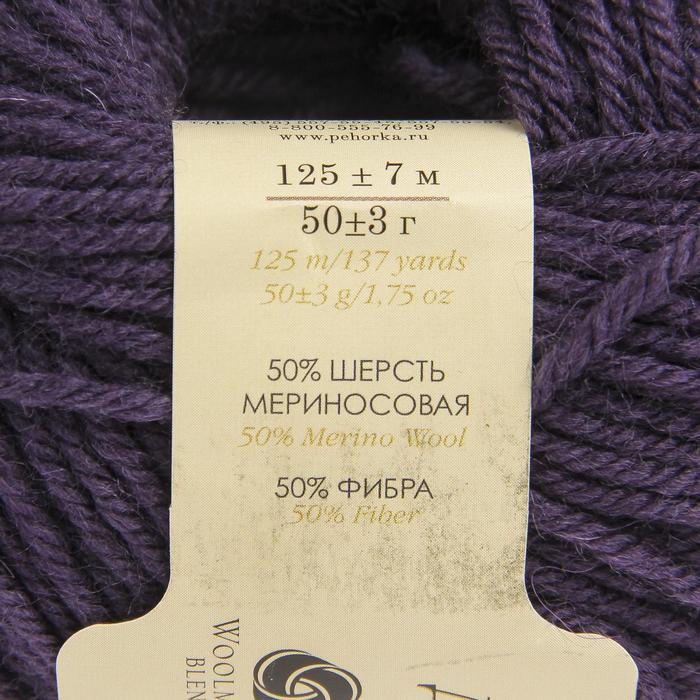 8-800-555-76-99
www.pehorka.ru
125 ± 7 м
50±3 г
125 m/137 yards
50±3 g/1,75 oz
50% ШЕРСТЬ
МЕРИНОСОВАЯ
50% Merino Wool
50% ФИБРА
50% Fiber